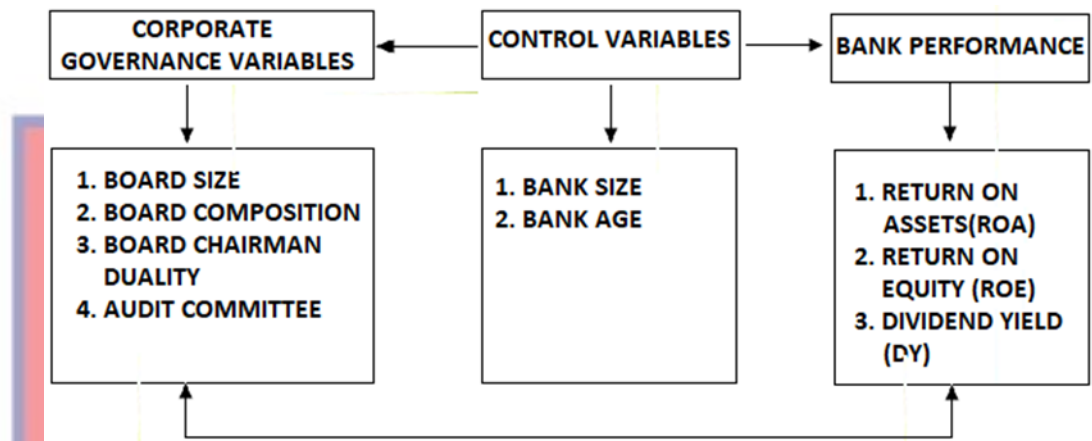 CORPORATE
GOVERNANCE VARIABLES
CONTROL VARIABLES
BANK PERFORMANCE
1. BOARD SIZE
2. BOARD COMPOSITION
3. BOARD CHAIRMAN
DUALITY
4. AUDIT COMMITTEE
1. BANK SIZE
2. BANK AGE
1. RETURN ON
ASSETS(ROA)
2. RETURN ON
EQUITY (ROE)
3. DIVIDEND YIELD
(DY)